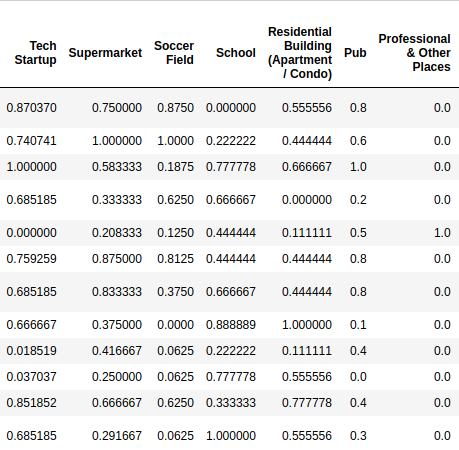 Tech Startup Supermarket Soccer Field School Residential Building (Apartment / Condo) Pub Professional & Other Places
0.870370 0.750000 0.8750 0.000000 0.555556 0.8 0.0
0.740741 1.000000 1.0000 0.222222 0.444444 0.6 0.0
1.000000 0.583333 0.1875 0.777778 0.666667 1.0 0.0
0.685185 0.333333 0.6250 0.666667 0.000000 0.2 0.0
0.000000 0.208333 0.1250 0.444444 0.111111 0.5 1.0
0.759259 0.875000 0.8125 0.444444 0.444444 0.8 0.0
0.685185 0.833333 0.3750 0.666667 0.444444 0.8 0.0
0.666667 0.375000 0.0000 0.888889 1.000000 0.1 0.0
0.018519 0.416667 0.0625 0.222222 0.111111 0.4 0.0
0.037037 0.250000 0.0625 0.777778 0.555556 0.0 0.0
0.851852 0.666667 0.6250 0.333333 0.777778 0.4 0.0
0.685185 0.291667 0.0625 1.000000 0.555556 0.3 0.0